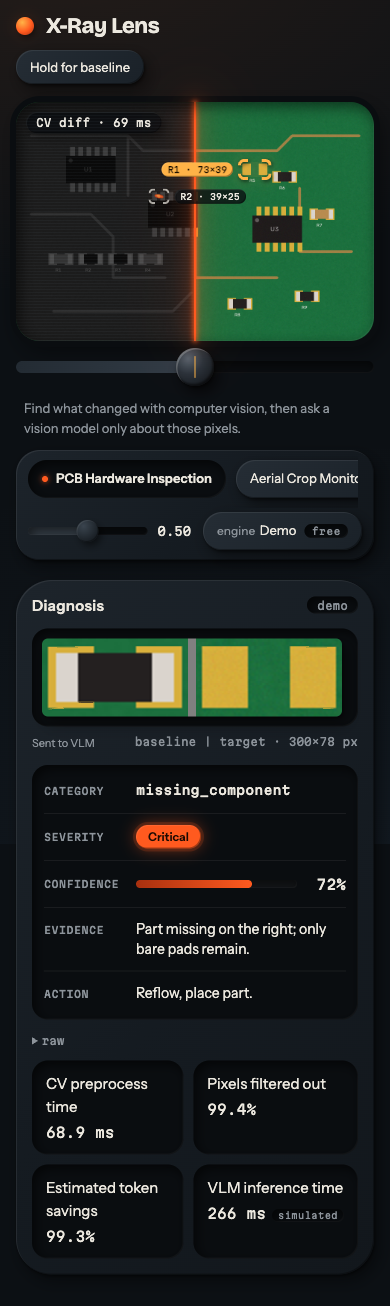 X-Ray Lens
Hold for baseline
CV diff · 69 ms
R1 · 73×39
R2 · 39×25
U3
Find what changed with computer vision, then ask a
vision model only about those pixels.
PCB Hardware Inspection
Aerial Crop Monito
0.50
engine Demo free
Diagnosis
demo
Sent to VLM
baseline | target · 300×78 px
CATEGORY
missing_component
SEVERITY
Critical
CONFIDENCE
72%
EVIDENCE
Part missing on the right; only
bare pads remain.
ACTION
Reflow, place part.
raw
CV preprocess
time
68.9 ms
Pixels filtered out
99.4%
Estimated token
savings
99.3%
VLM inference time
266 ms simulated